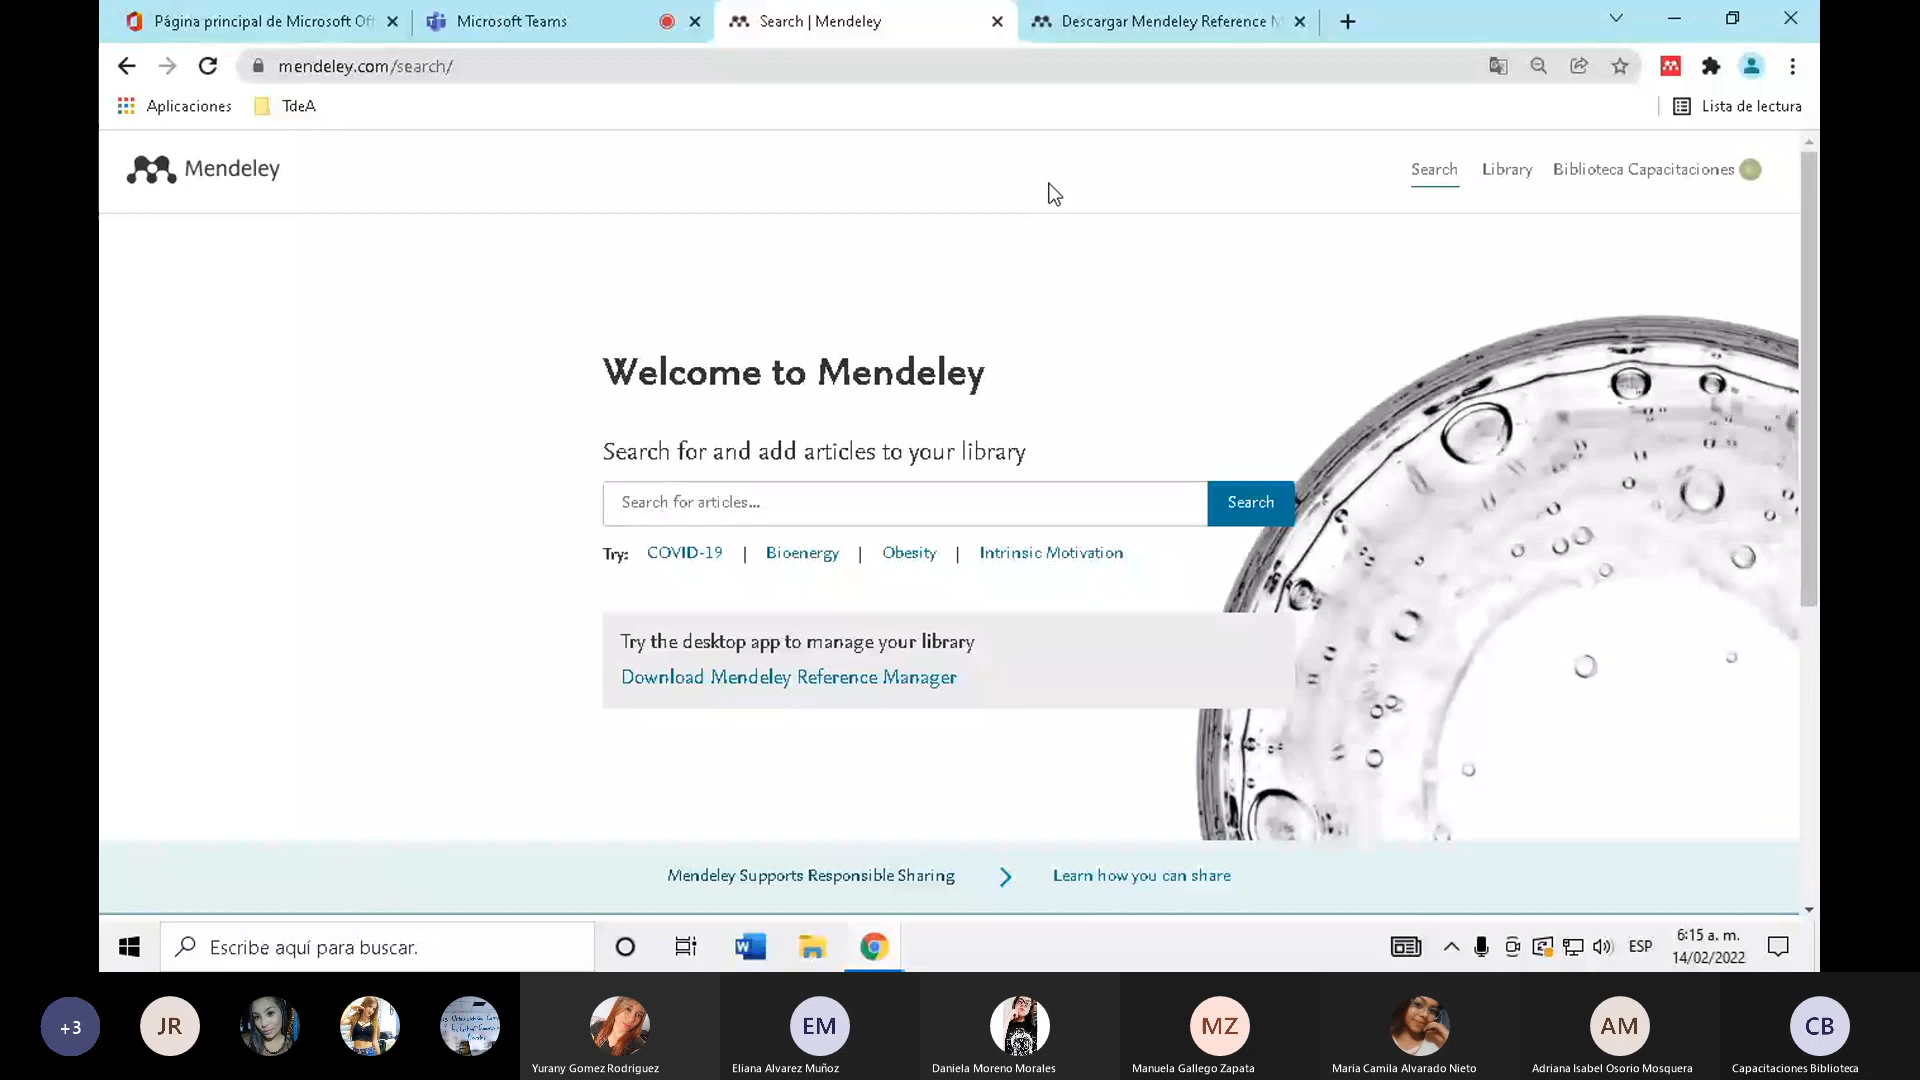 Página principal de Microsoft Off
Microsoft Teams
Search | Mendeley
Descargar Mendeley Reference M
mendeley.com/search/
Aplicaciones
TdeA
Lista de lectura
Mendeley
Search
Library
Biblioteca Capacitaciones
Welcome to Mendeley
Search for and add articles to your library
Search for articles...
Search
Try: COVID-19 | Bioenergy | Obesity | Intrinsic Motivation
Try the desktop app to manage your library
Download Mendeley Reference Manager
Mendeley Supports Responsible Sharing
Learn how you can share
Escribe aquí para buscar.
ESP
6:15 a. m.
14/02/2022
+3
JR
EM
MZ
AM
CB
Yurany Gomez Rodriguez
Eliana Alvarez Muñoz
Daniela Moreno Morales
Manuela Gallego Zapata
Maria Camila Alvarado Nieto
Adriana Isabel Osorio Mosquera
Capacitaciones Biblioteca